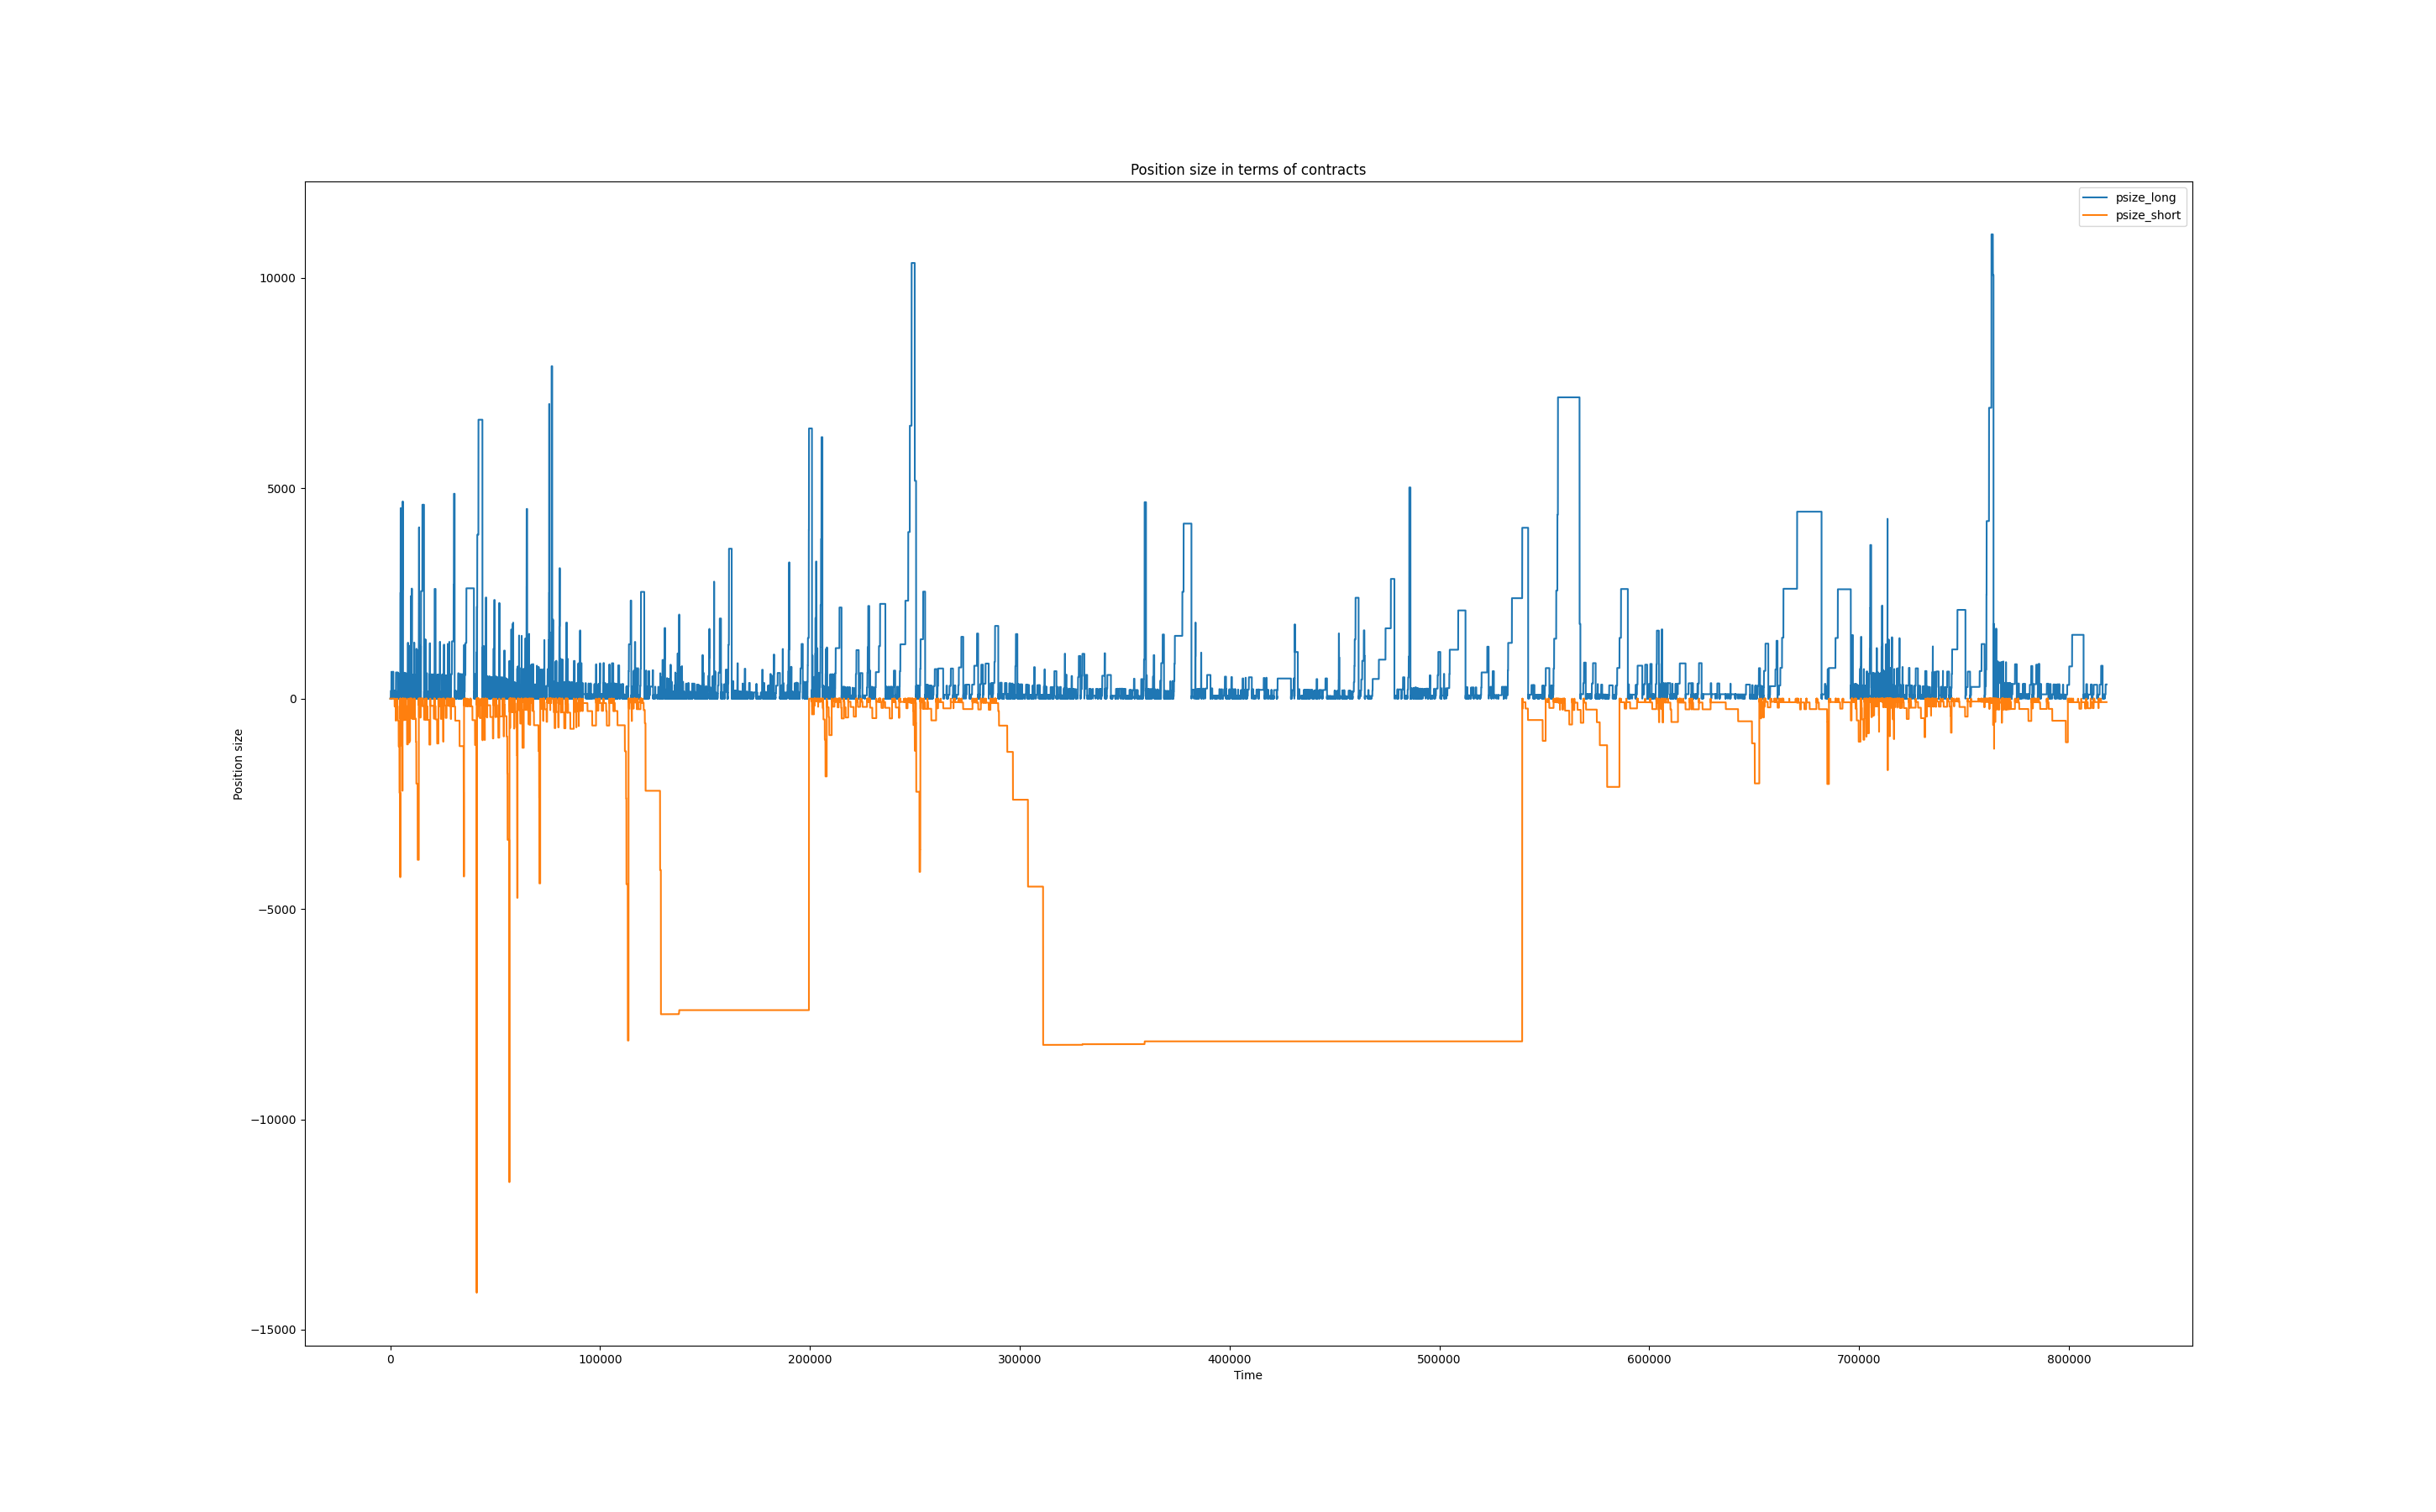 Position size in terms of contracts
psize_long
psize_short
10000
5000
0
−5000
−10000
−15000
Position size
0 100000 200000 300000 400000 500000 600000 700000 800000
Time